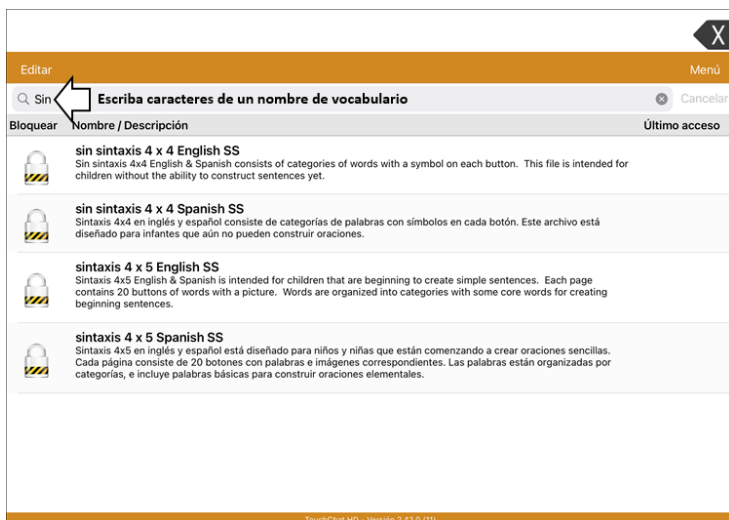 X
Editar
Menú
Sin
Escriba caracteres de un nombre de vocabulario
Cancelar
Bloquear
Nombre / Descripción
Último acceso
sin sintaxis 4 x 4 English SS
Sin sintaxis 4x4 English & Spanish consists of categories of words with a symbol on each button.  This file is intended for
children without the ability to construct sentences yet.
sin sintaxis 4 x 4 Spanish SS
Sintaxis 4x4 en inglés y español consiste de categorías de palabras con símbolos en cada botón. Este archivo está
diseñado para infantes que aún no pueden construir oraciones.
sintaxis 4 x 5 English SS
Sintaxis 4x5 English & Spanish is intended for children that are beginning to create simple sentences.  Each page
contains 20 buttons of words with a picture.  Words are organized into categories with some core words for creating
beginning sentences.
sintaxis 4 x 5 Spanish SS
Sintaxis 4x5 en inglés y español está diseñado para niños y niñas que están comenzando a crear oraciones sencillas.
Cada página consiste de 20 botones con palabras e imágenes correspondientes. Las palabras están organizadas por
categorías, e incluye palabras básicas para construir oraciones elementales.
TouchChat HD - Versión